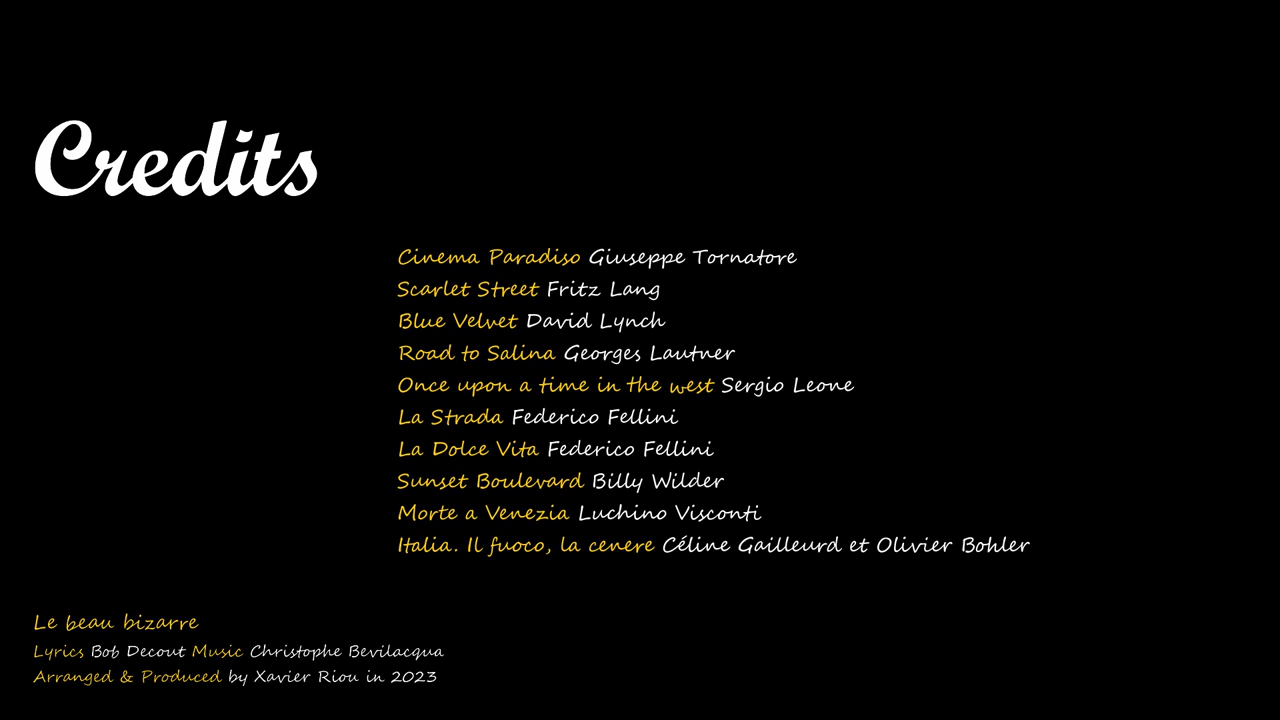 Credits
Cinema Paradiso Giuseppe Tornatore
Scarlet Street Fritz Lang
Blue Velvet David Lynch
Road to Salina Georges Lautner
Once upon a time in the west Sergio Leone
La Strada Federico Fellini
La Dolce Vita Federico Fellini
Sunset Boulevard Billy Wilder
Morte a Venezia Luchino Visconti
Italia. Il fuoco, la cenere Céline Gailleurd et Olivier Bohler
Le beau bizarre
Lyrics Bob Decout Music Christophe Bevilacqua
Arranged & Produced by Xavier Riou in 2023